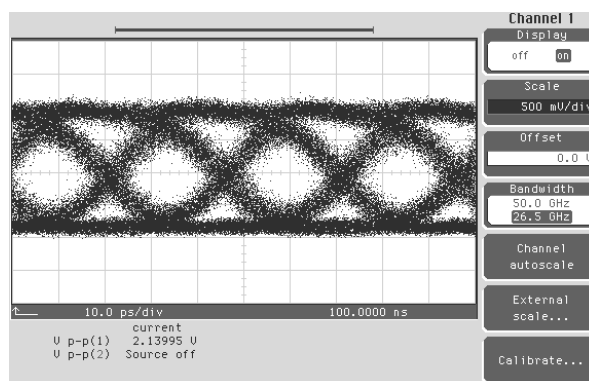 Channel 1
Display
off on
Scale
500 mV/div
Offset
0.0 V
Bandwidth
50.0 GHz
26.5 GHz
Channel
autoscale
External
scale...
Calibrate...
10.0 ps/div 100.0000 ns
current
V p-p(1) 2.13995 V
V p-p(2) Source off